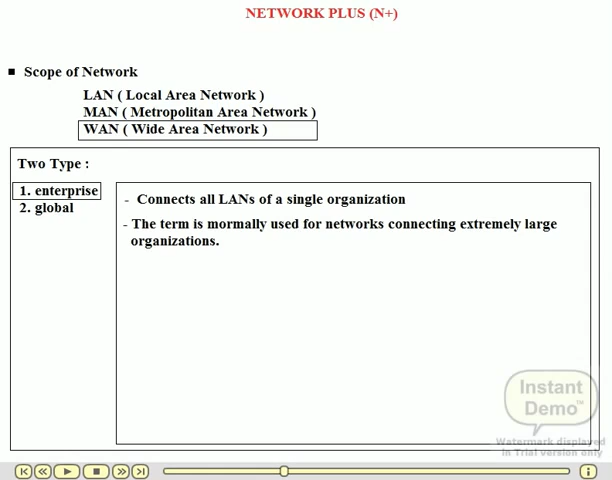 NETWORK PLUS (N+)
■ Scope of Network
LAN ( Local Area Network )
MAN ( Metropolitan Area Network )
WAN ( Wide Area Network )
Two Type :
1. enterprise
2. global
- Connects all LANs of a single organization
- The term is mormally used for networks connecting extremely large
organizations.
Instant
Demo™
Watermark displayed
in Trial version only